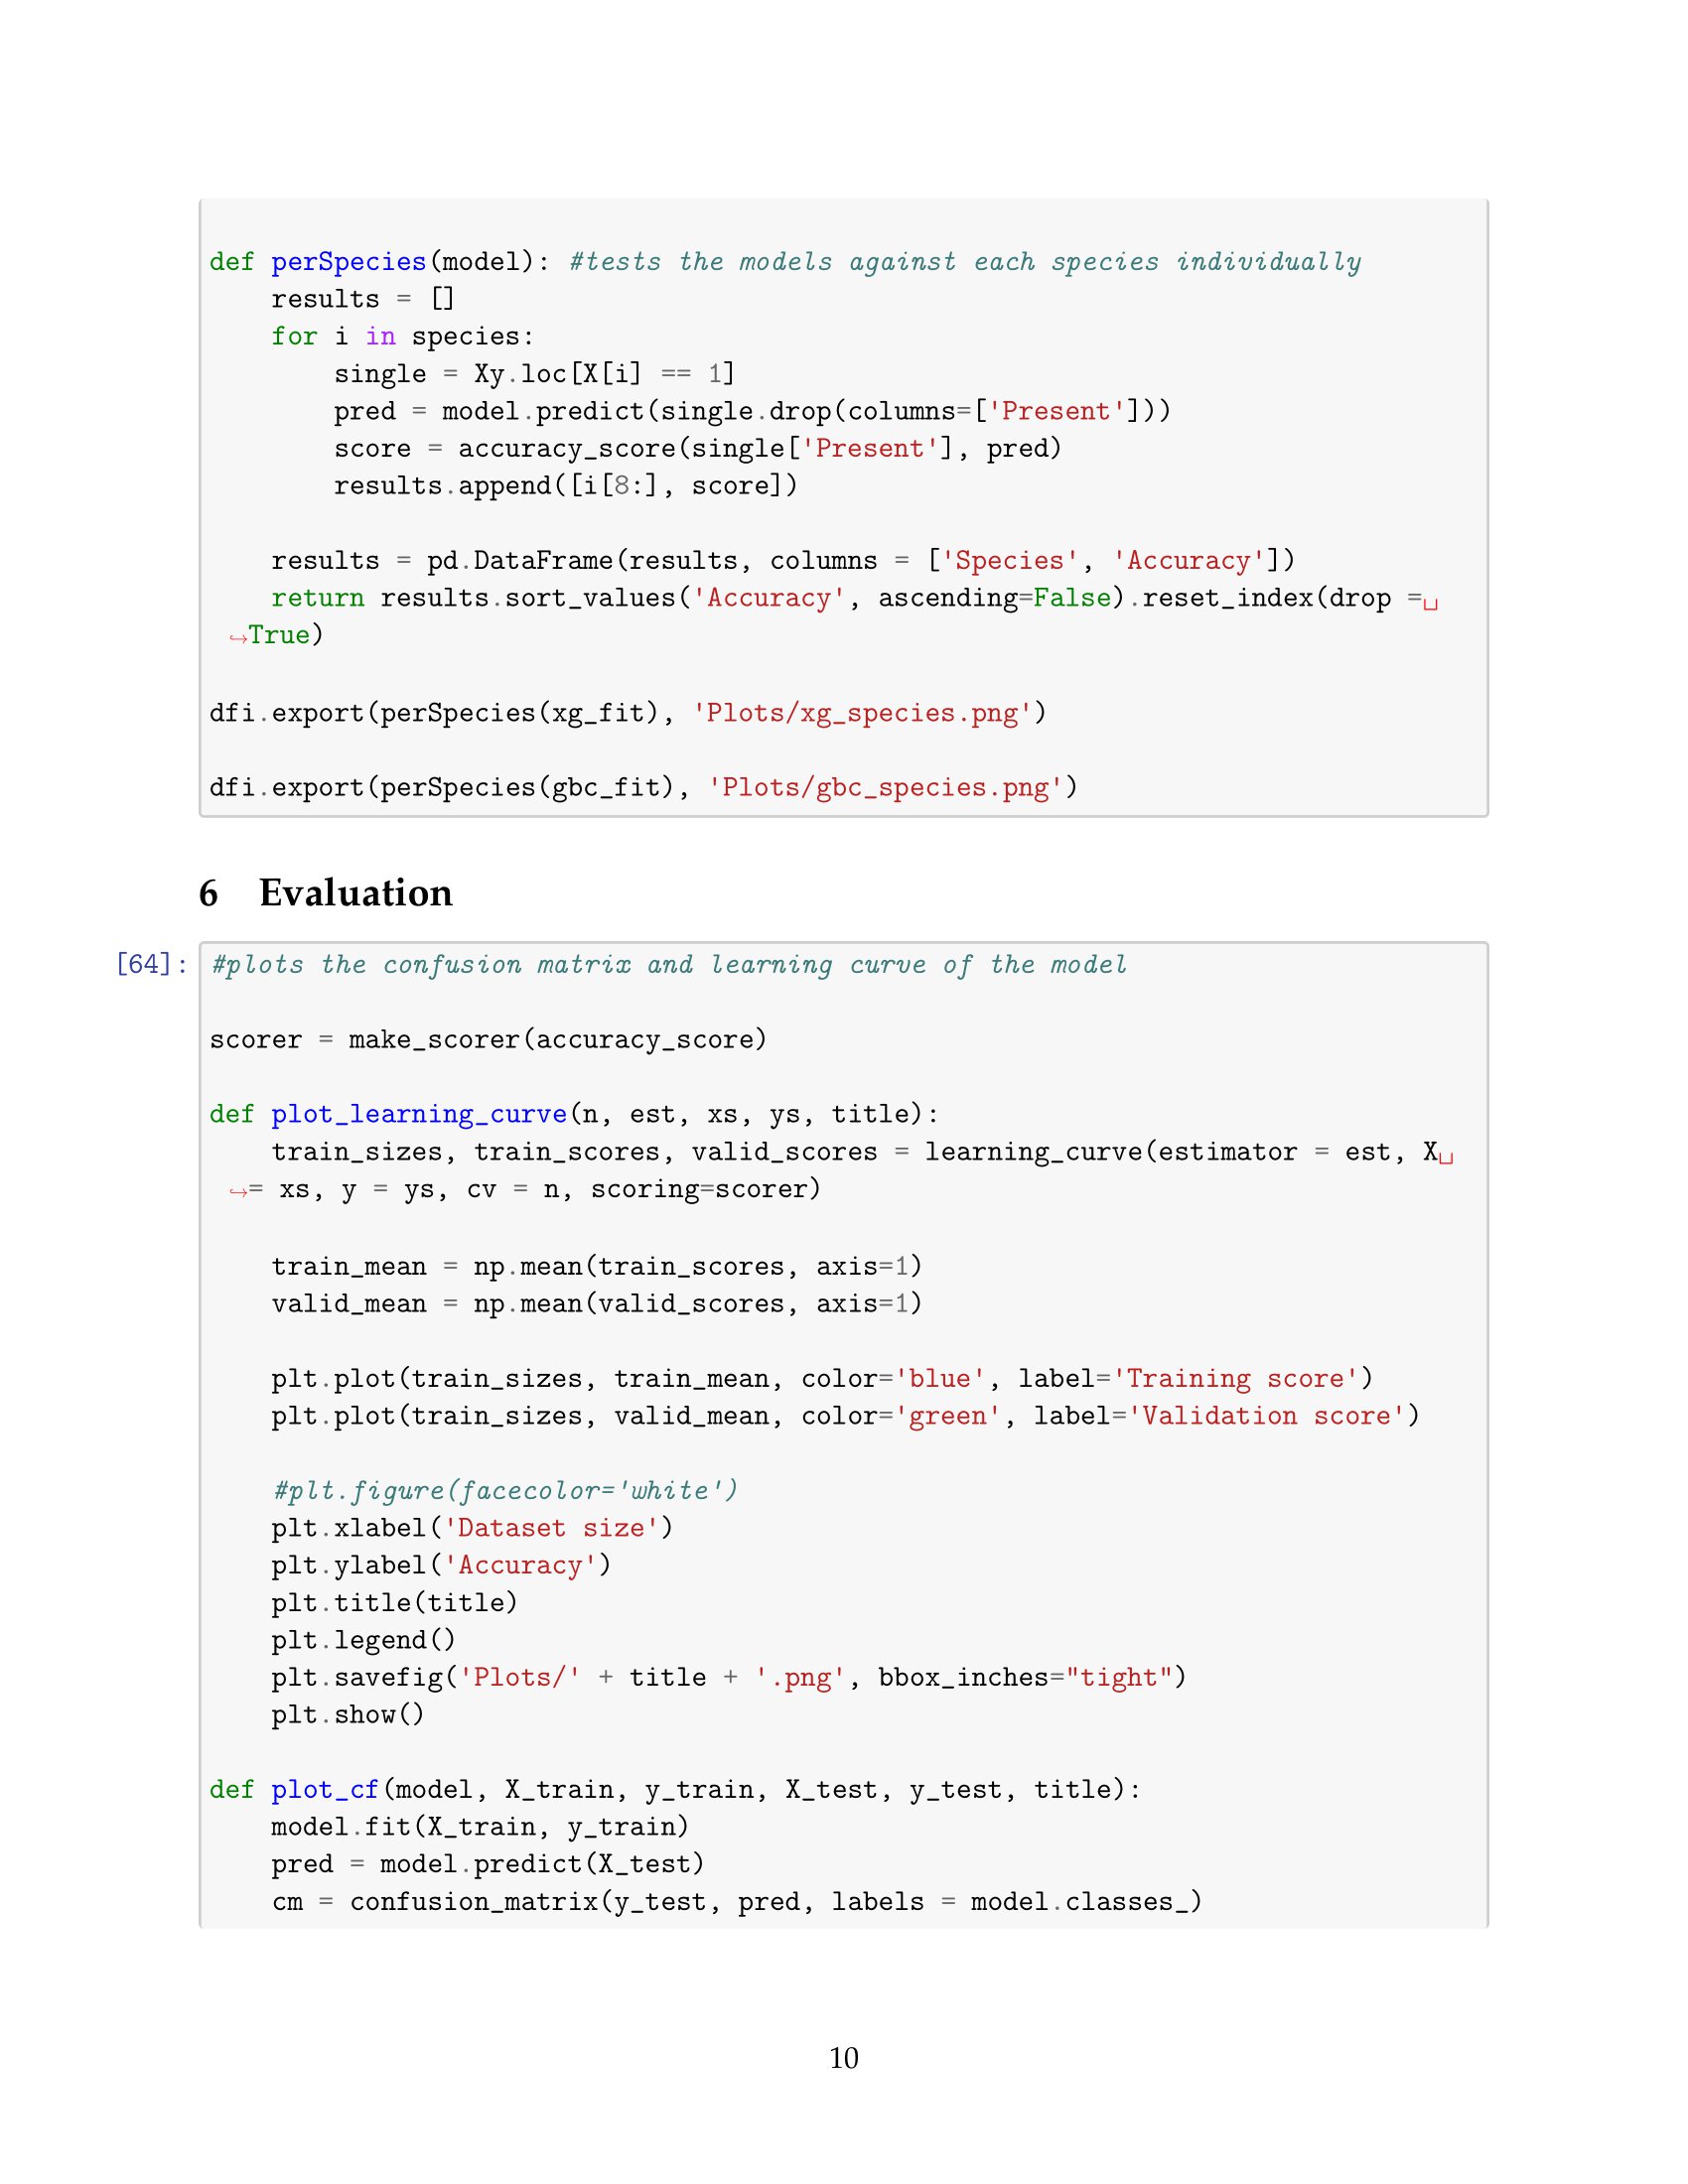 def perSpecies(model): #tests the models against each species individually
    results = []
    for i in species:
        single = Xy.loc[X[i] == 1]
        pred = model.predict(single.drop(columns=['Present']))
        score = accuracy_score(single['Present'], pred)
        results.append([i[8:], score])
    results = pd.DataFrame(results, columns = ['Species', 'Accuracy'])
    return results.sort_values('Accuracy', ascending=False).reset_index(drop =␣
↪True)
dfi.export(perSpecies(xg_fit), 'Plots/xg_species.png')
dfi.export(perSpecies(gbc_fit), 'Plots/gbc_species.png')
6 Evaluation
[64]: #plots the confusion matrix and learning curve of the model
scorer = make_scorer(accuracy_score)
def plot_learning_curve(n, est, xs, ys, title):
    train_sizes, train_scores, valid_scores = learning_curve(estimator = est, X␣
↪= xs, y = ys, cv = n, scoring=scorer)
    train_mean = np.mean(train_scores, axis=1)
    valid_mean = np.mean(valid_scores, axis=1)
    plt.plot(train_sizes, train_mean, color='blue', label='Training score')
    plt.plot(train_sizes, valid_mean, color='green', label='Validation score')
    #plt.figure(facecolor='white')
    plt.xlabel('Dataset size')
    plt.ylabel('Accuracy')
    plt.title(title)
    plt.legend()
    plt.savefig('Plots/' + title + '.png', bbox_inches="tight")
    plt.show()
def plot_cf(model, X_train, y_train, X_test, y_test, title):
    model.fit(X_train, y_train)
    pred = model.predict(X_test)
    cm = confusion_matrix(y_test, pred, labels = model.classes_)
10